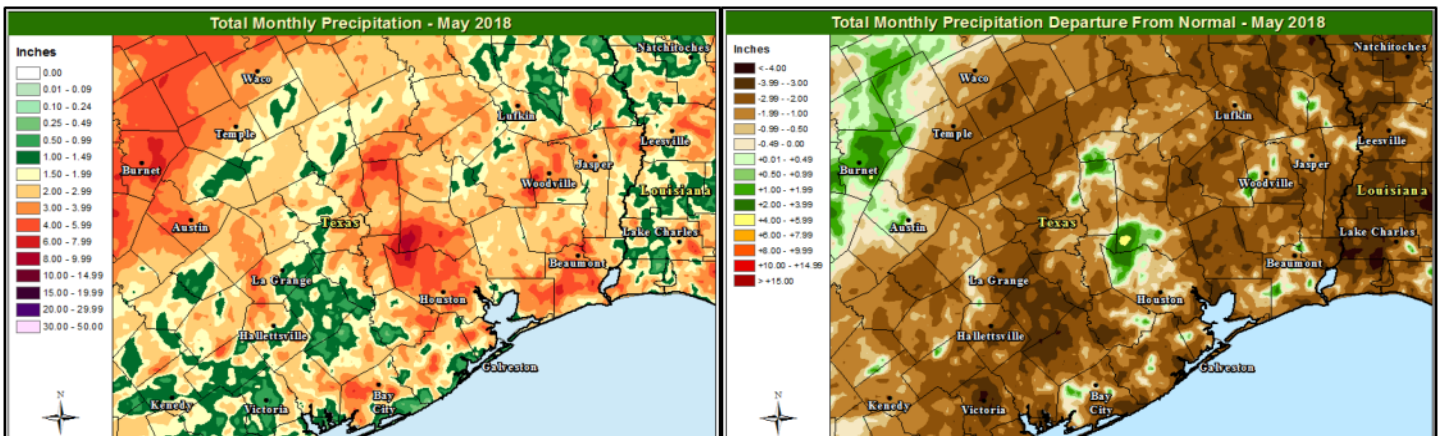 Total Monthly Precipitation - May 2018
Inches
0.00
0.01 - 0.09
0.10 - 0.24
0.25 - 0.49
0.50 - 0.99
1.00 - 1.49
1.50 - 1.99
2.00 - 2.99
3.00 - 3.99
4.00 - 5.99
6.00 - 7.99
8.00 - 9.99
10.00 - 14.99
15.00 - 19.99
20.00 - 29.99
30.00 - 50.00
N
Natchitoches
Waco
Lufkin
Temple
Leesville
Jasper
Burnet
Woodville
Louisiana
Texas
Austin
Lake Charles
Beaumont
La Grange
Houston
Hallettsville
Galveston
Kenedy
Victoria
Bay
City
Total Monthly Precipitation Departure From Normal - May 2018
Inches
< -4.00
-3.99 - -3.00
-2.99 - -2.00
-1.99 - -1.00
-0.99 - -0.50
-0.49 - 0.00
+0.01 - +0.49
+0.50 - +0.99
+1.00 - +1.99
+2.00 - +3.99
+4.00 - +5.99
+6.00 - +7.99
+8.00 - +9.99
+10.00 - +14.99
> +15.00
N
Natchitoches
Waco
Lufkin
Temple
Leesville
Jasper
Burnet
Woodville
Louisiana
Texas
Austin
Lake Charles
Beaumont
La Grange
Houston
Hallettsville
Galveston
Kenedy
Victoria
Bay
City